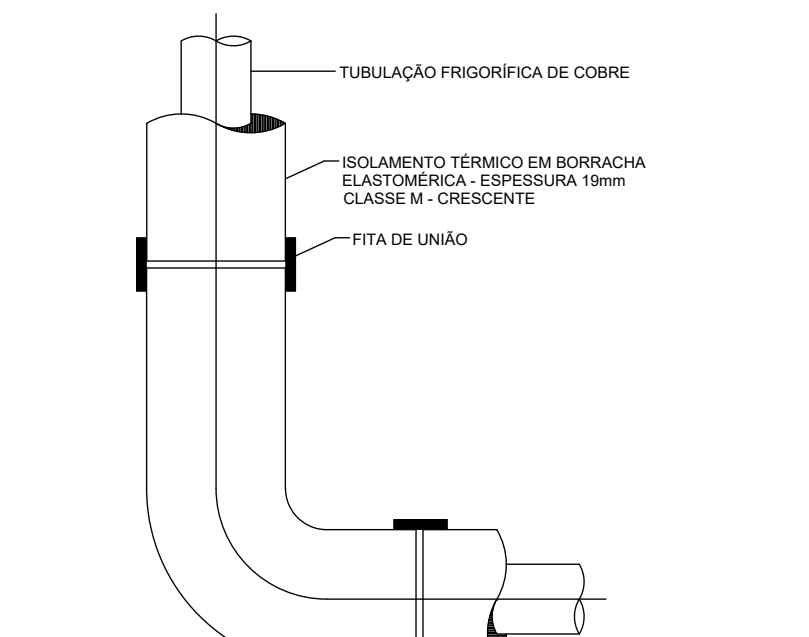 TUBULAÇÃO FRIGORÍFICA DE COBRE
ISOLAMENTO TÉRMICO EM BORRACHA
ELASTOMÉRICA - ESPESSURA 19mm
CLASSE M - CRESCENTE
FITA DE UNIÃO